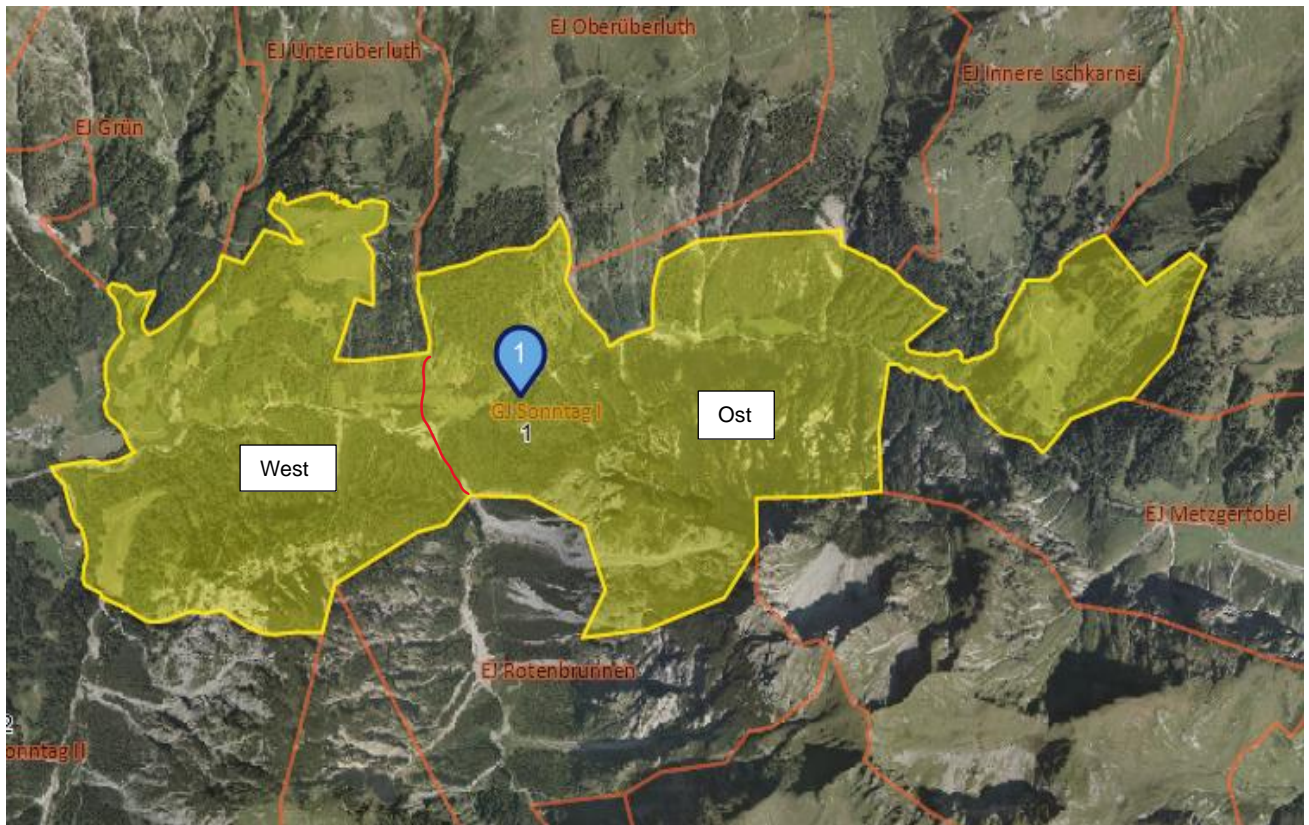 EJ Oberüberluth
EJ Unterüberluth
EJ Innere Ischkarnei
EJ Grün
1
GJ Sonntag I
1
Ost
West
EJ Metzgertobel
EJ Rotenbrunnen
2
onntag II